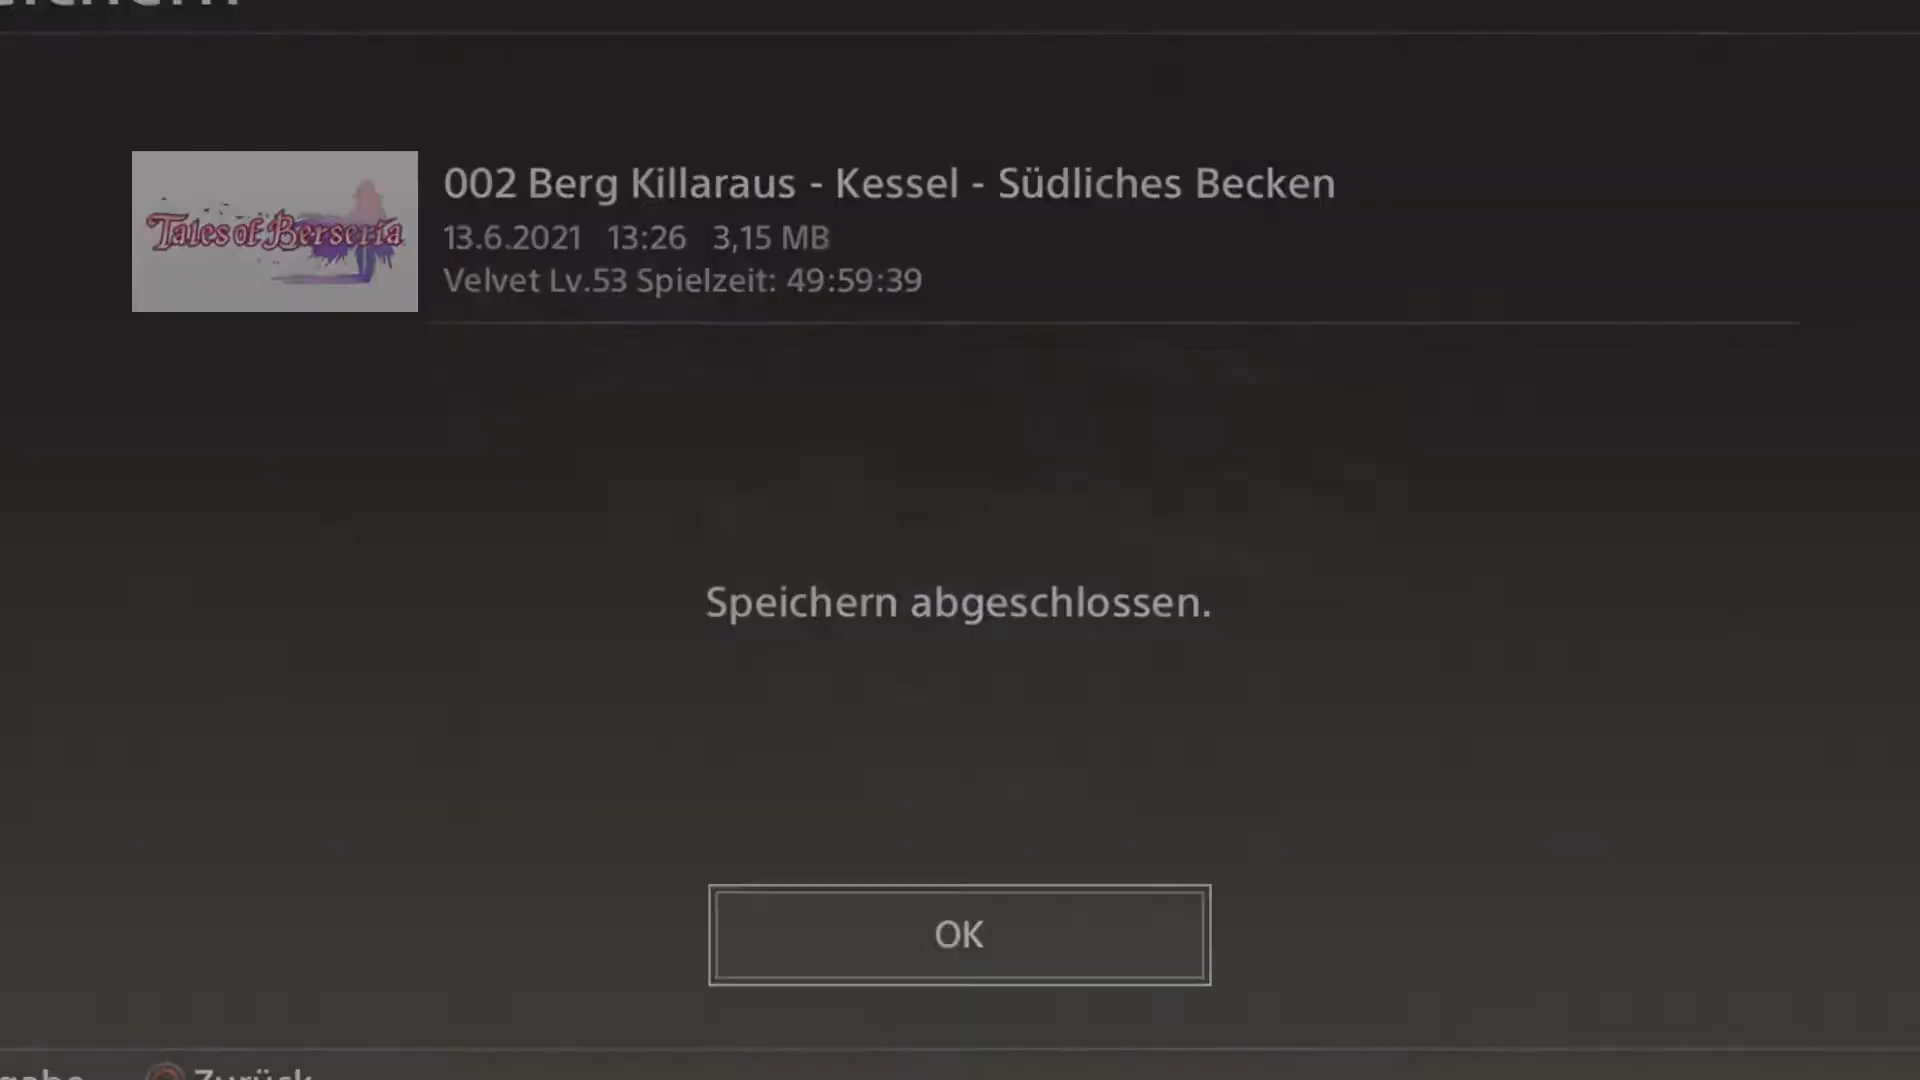 002 Berg Killaraus - Kessel - Südliches Becken
Tales of Berseria
13.6.2021 13:26 3,15 MB
Velvet Lv.53 Spielzeit: 49:59:39
Speichern abgeschlossen.
OK
Zurück